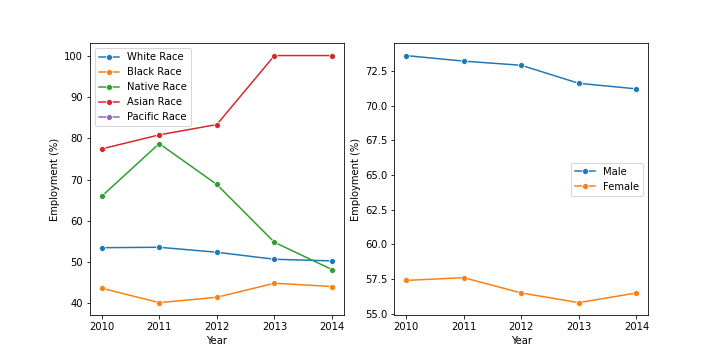 100
90
80
70
60
50
40
Employment (%)
White Race
Black Race
Native Race
Asian Race
Pacific Race
2010 2011 2012 2013 2014
Year
72.5
70.0
67.5
65.0
62.5
60.0
57.5
55.0
Employment (%)
Male
Female
2010 2011 2012 2013 2014
Year